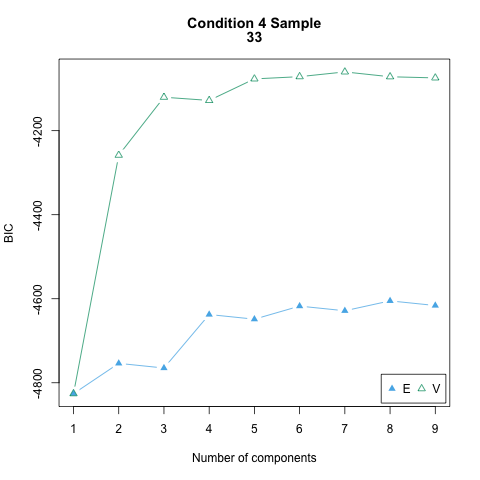 Condition 4 Sample
33
BIC
-4200
-4400
-4600
-4800
E V
1 2 3 4 5 6 7 8 9
Number of components